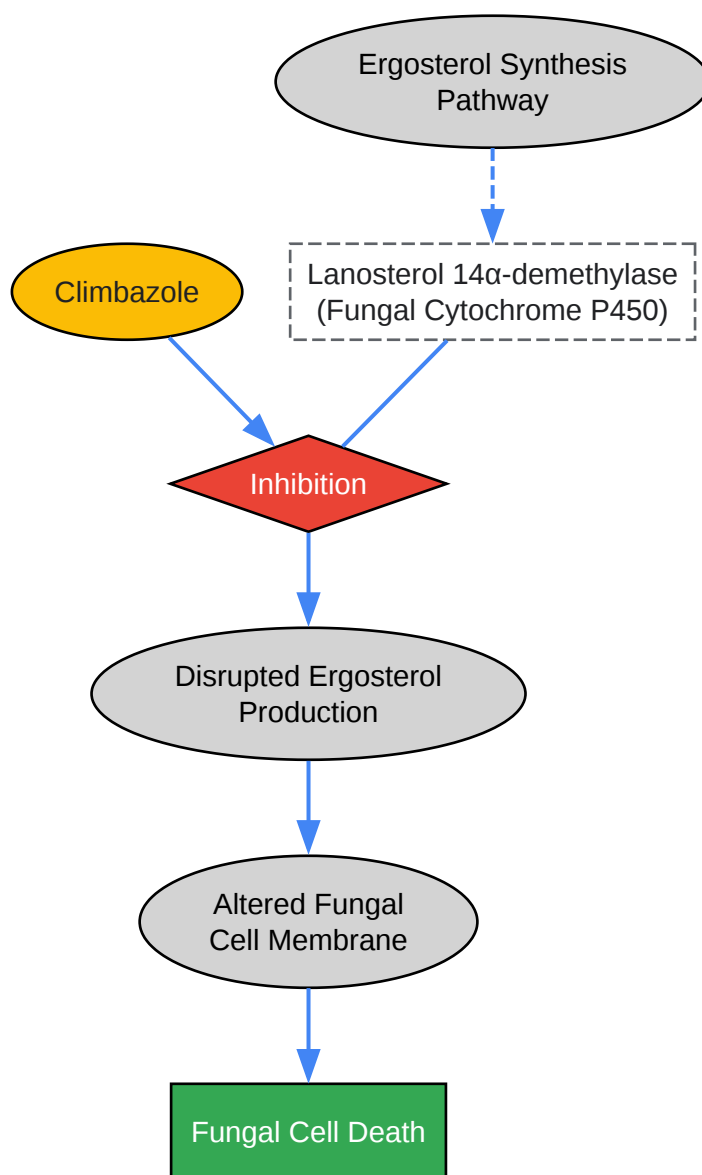 Ergosterol Synthesis
Pathway
Climbazole
Lanosterol 14α-demethylase
(Fungal Cytochrome P450)
Inhibition
Disrupted Ergosterol
Production
Altered Fungal
Cell Membrane
Fungal Cell Death